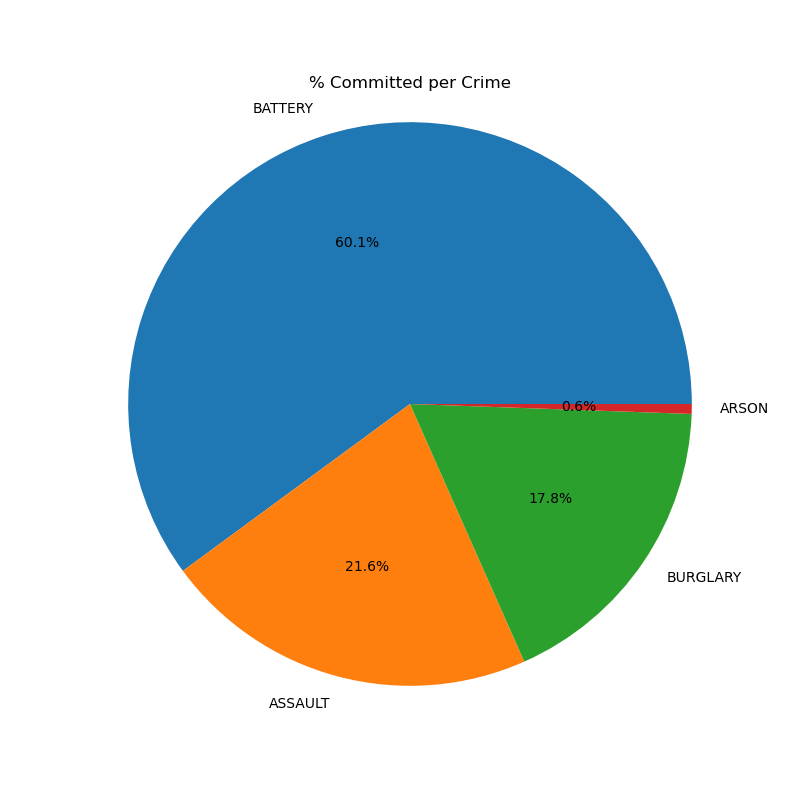 % Committed per Crime
BATTERY
60.1%
0.6%
ARSON
17.8%
21.6%
BURGLARY
ASSAULT